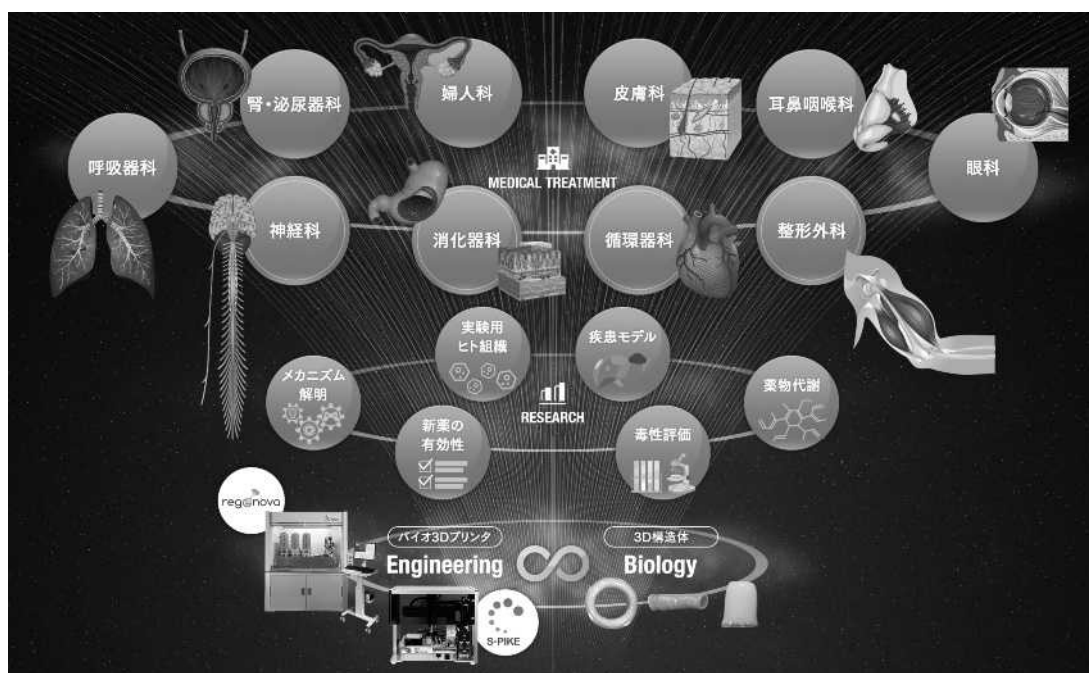 腎・泌尿器科
婦人科
皮膚科
耳鼻咽喉科
呼吸器科
眼科
MEDICAL TREATMENT
神経科
消化器科
循環器科
整形外科
実験用
ヒト組織
疾患モデル
メカニズム
解明
薬物代謝
RESEARCH
新薬の
有効性
毒性評価
regenova
バイオ3Dプリンタ
Engineering
3D構造体
Biology
S-PIKE